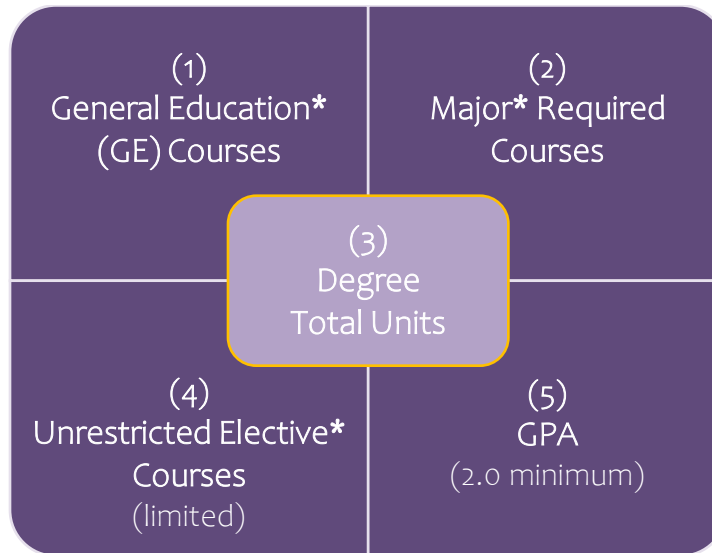 (1)
General Education*
(GE) Courses
(2)
Major* Required
Courses
(3)
Degree
Total Units
(4)
Unrestricted Elective*
Courses
(limited)
(5)
GPA
(2.0 minimum)